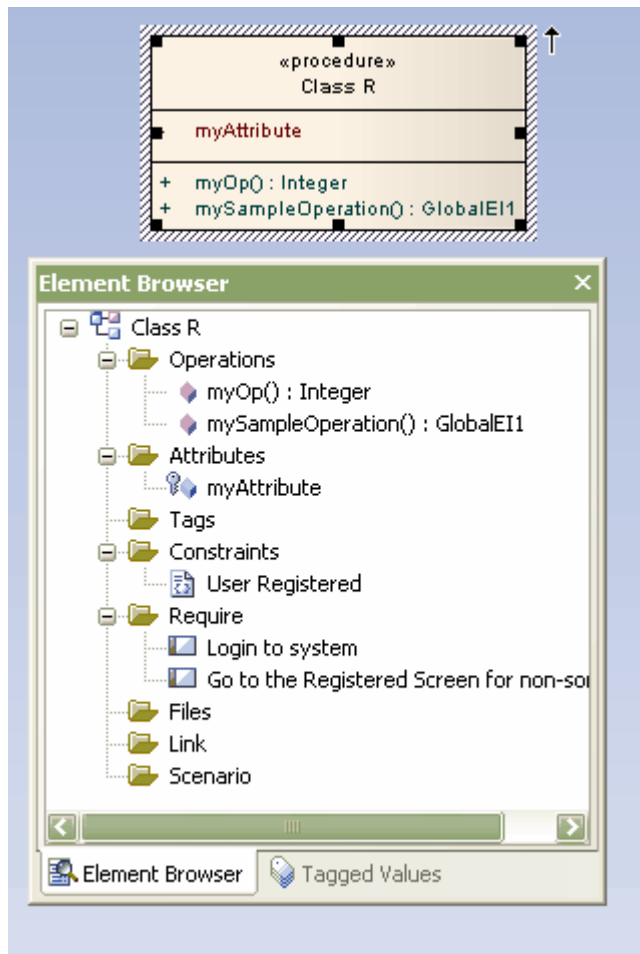 «procedure»
Class R
myAttribute
+ myOp() : Integer
+ mySampleOperation() : GlobalEl1
Element Browser
Class R
Operations
myOp() : Integer
mySampleOperation() : GlobalEI1
Attributes
myAttribute
Tags
Constraints
User Registered
Require
Login to system
Go to the Registered Screen for non-
Files
Link
Scenario
Element Browser Tagged Values